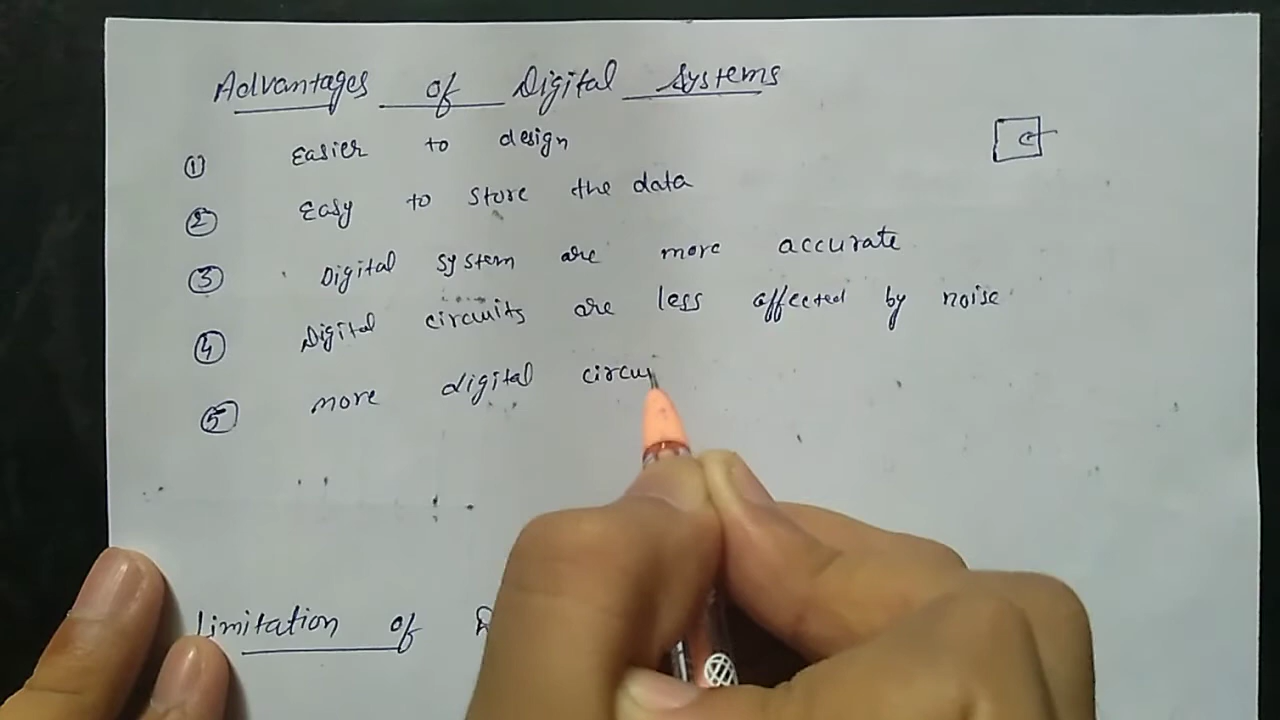 Advantages of Digital Systems
① Easier to design
② Easy to store the data
③ Digital system are more accurate
④ Digital circuits are less affected by noise
⑤ more digital circu
Limitation of